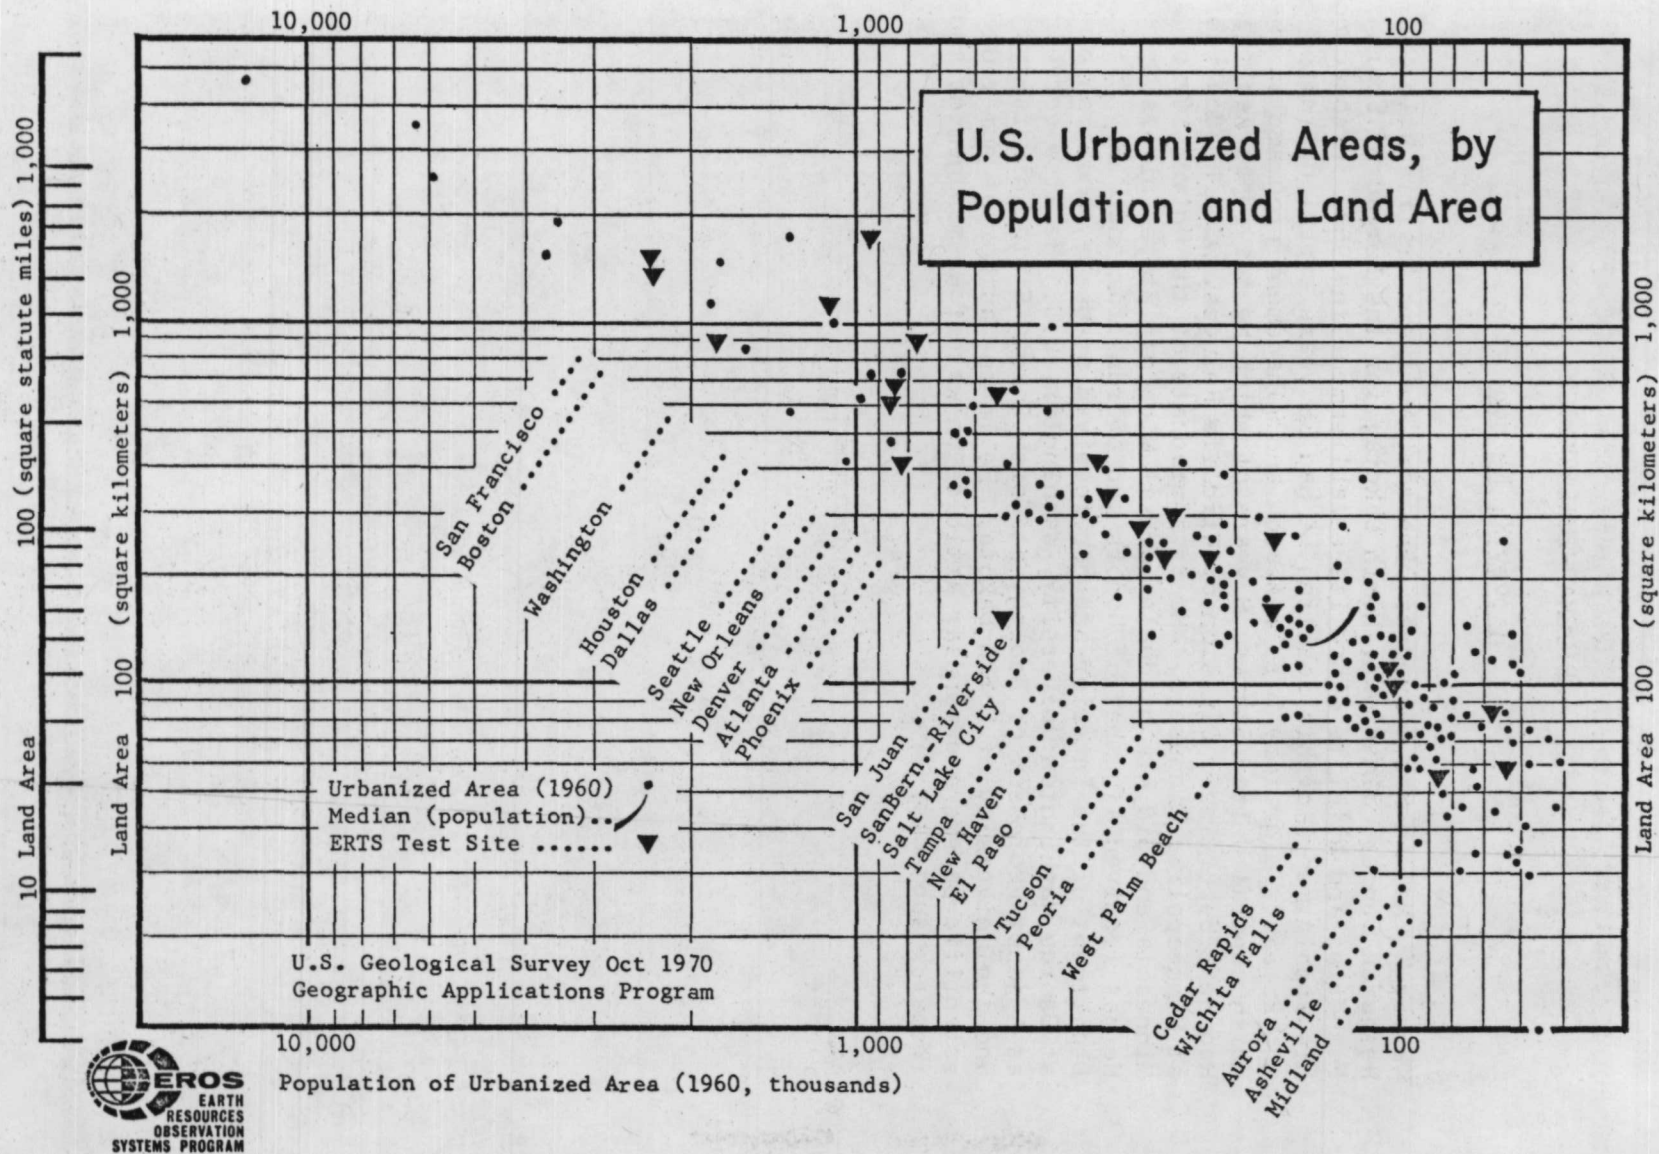 10,000 1,000 100
U.S. Urbanized Areas, by
Population and Land Area
10 Land Area 100 (square statute miles) 1,000
Land Area 100 (square kilometers) 1,000
Land Area 100 (square kilometers) 1,000
San Francisco
Boston
Washington
Houston
Dallas
Seattle
New Orleans
Denver
Atlanta
Phoenix
San Juan
SanBern-Riverside
Salt Lake City
Tampa
New Haven
El Paso
Tucson
Peoria
West Palm Beach
Cedar Rapids
Wichita Falls
Aurora
Asheville
Midland
Urbanized Area (1960)
Median (population)..
ERTS Test Site ......
U.S. Geological Survey Oct 1970
Geographic Applications Program
10,000 1,000 100
Population of Urbanized Area (1960, thousands)
EROS
EARTH
RESOURCES
OBSERVATION
SYSTEMS PROGRAM